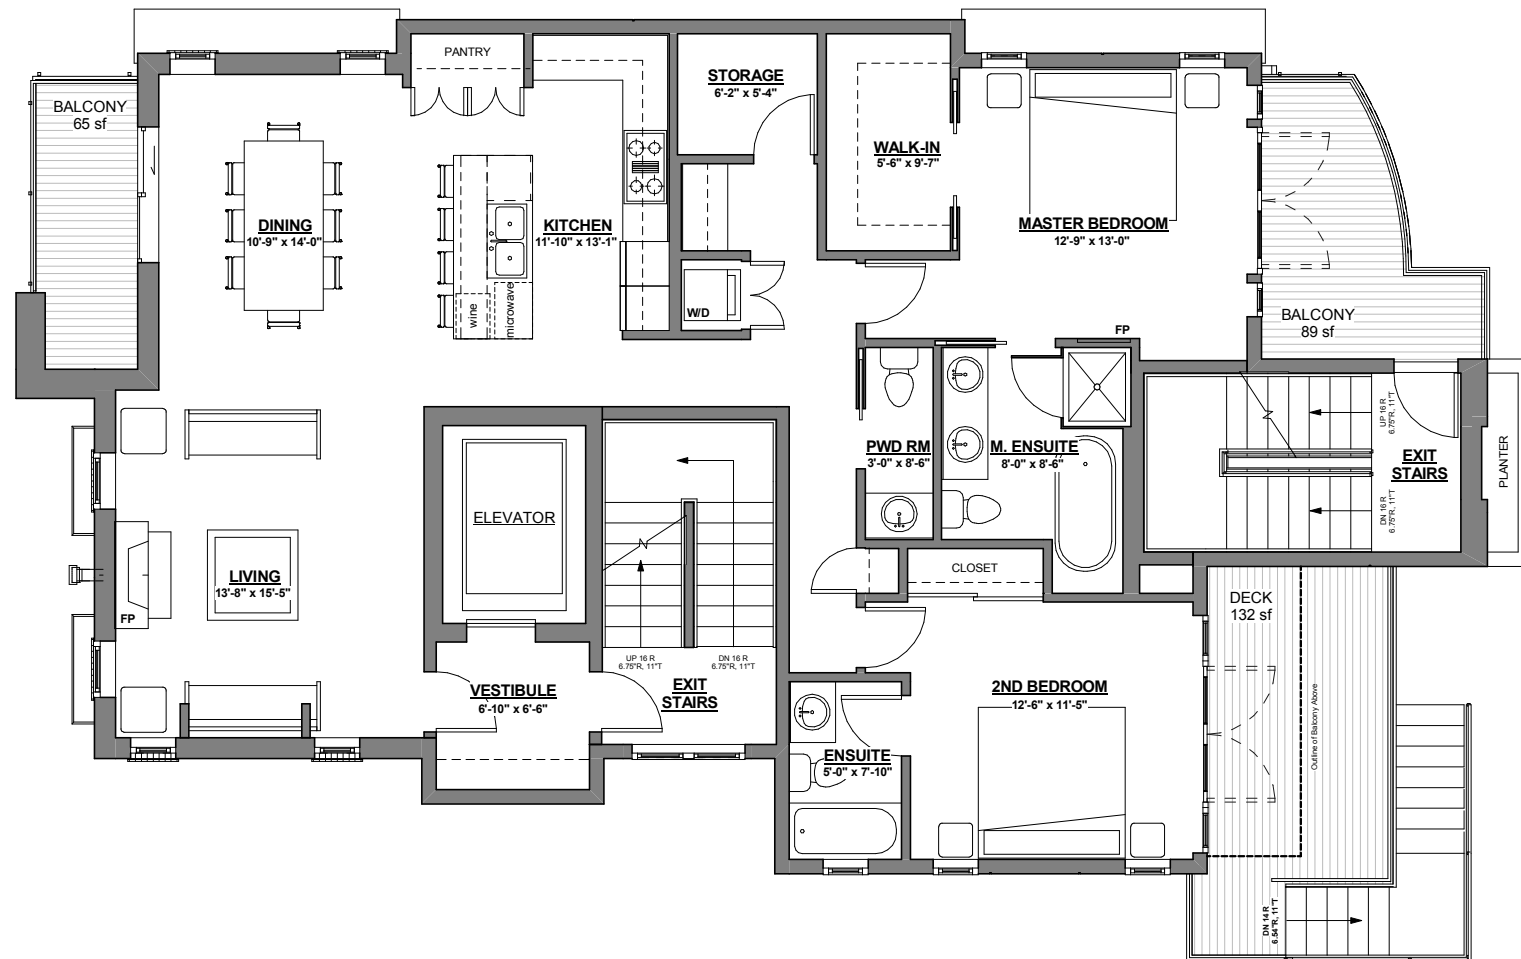 PANTRY
BALCONY
65 sf
STORAGE
6'-2" x 5'-4"
WALK-IN
5'-6" x 9'-7"
DINING
10'-9" x 14'-0"
KITCHEN
11'-10" x 13'-1"
MASTER BEDROOM
12'-9" x 13'-0"
wine
microwave
W/D
FP
BALCONY
89 sf
UP 16 R
6.75"R, 11"T
PWD RM
3'-0" x 8'-6"
M. ENSUITE
8'-0" x 8'-6"
EXIT
STAIRS
PLANTER
DN 16 R
6.75"R, 11"T
ELEVATOR
LIVING
13'-8" x 15'-5"
FP
CLOSET
DECK
132 sf
UP 16 R
6.75"R, 11"T
DN 16 R
6.75"R, 11"T
VESTIBULE
6'-10" x 6'-6"
EXIT
STAIRS
2ND BEDROOM
12'-6" x 11'-5"
Outline of Balcony Above
ENSUITE
5'-0" x 7'-10"
DN 14 R
6.54"R, 11"T